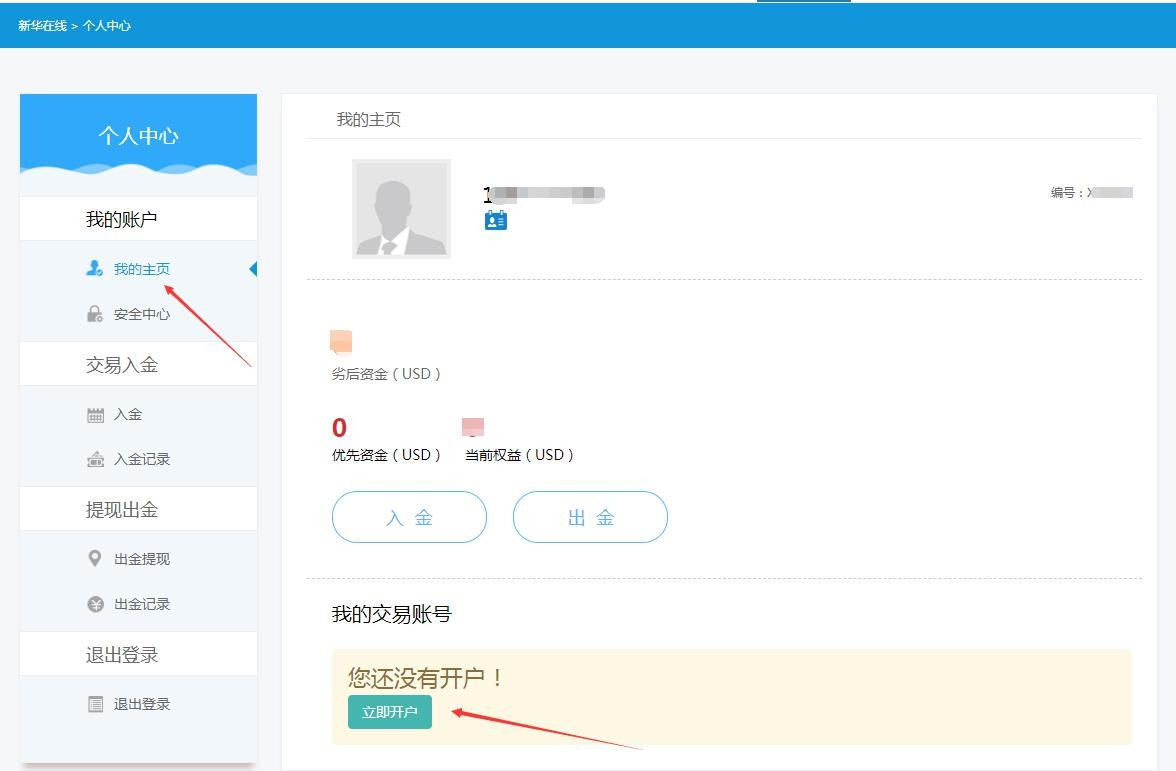 新华在线 > 个人中心
个人中心
我的账户
我的主页
安全中心
交易入金
入金
入金记录
提现出金
出金提现
出金记录
退出登录
退出登录
我的主页
1
编号：
劣后资金（USD）
0
优先资金（USD） 当前权益（USD）
入 金 出 金
我的交易账号
您还没有开户！
立即开户